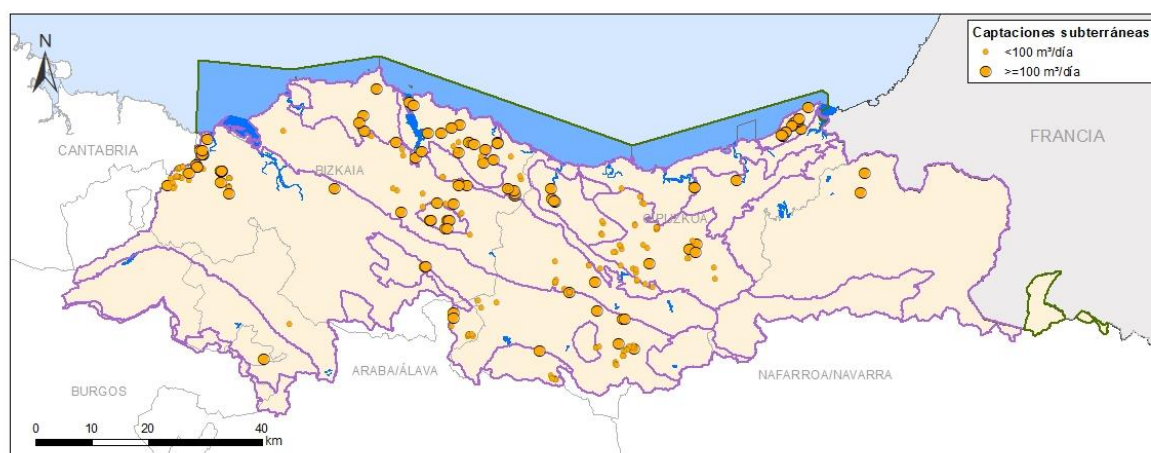 Captaciones subterráneas
<100 m³/día
>=100 m³/día
N
FRANCIA
CANTABRIA
BIZKAIA
GIPUZKOA
ARABA/ÁLAVA
NAFARROA/NAVARRA
BURGOS
0 10 20 40
km